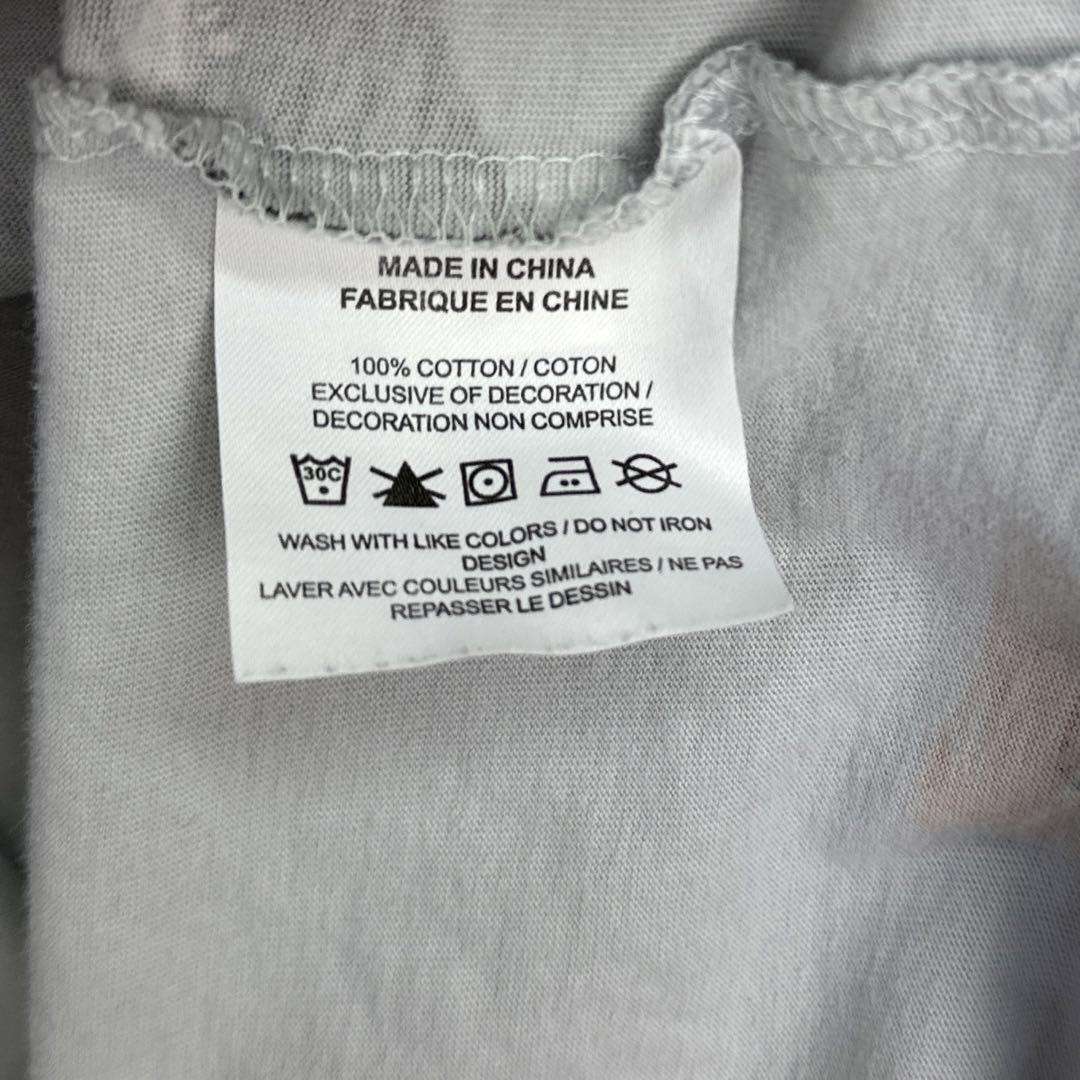 MADE IN CHINA
FABRIQUE EN CHINE
100% COTTON / COTON
EXCLUSIVE OF DECORATION /
DECORATION NON COMPRISE
30C
WASH WITH LIKE COLORS / DO NOT IRON
DESIGN
LAVER AVEC COULEURS SIMILAIRES / NE PAS
REPASSER LE DESSIN